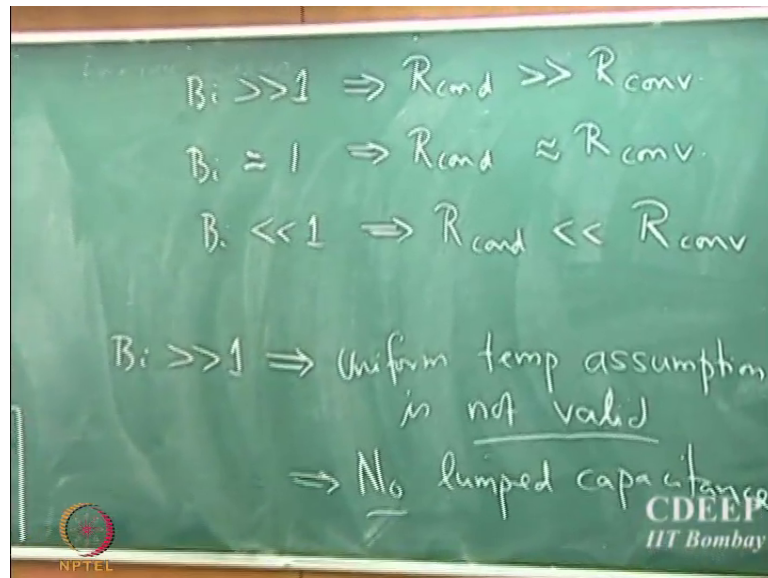 Bi >>1 ⇒ Rcond >> Rconv.
Bi ≈ 1 ⇒ Rcond ≈ Rconv.
Bi <<1 ⇒ Rcond << Rconv
Bi >>1 ⇒ Uniform temp assumption
is not valid
⇒ No lumped capacitance
CDEEP
IIT Bombay
NPTEL